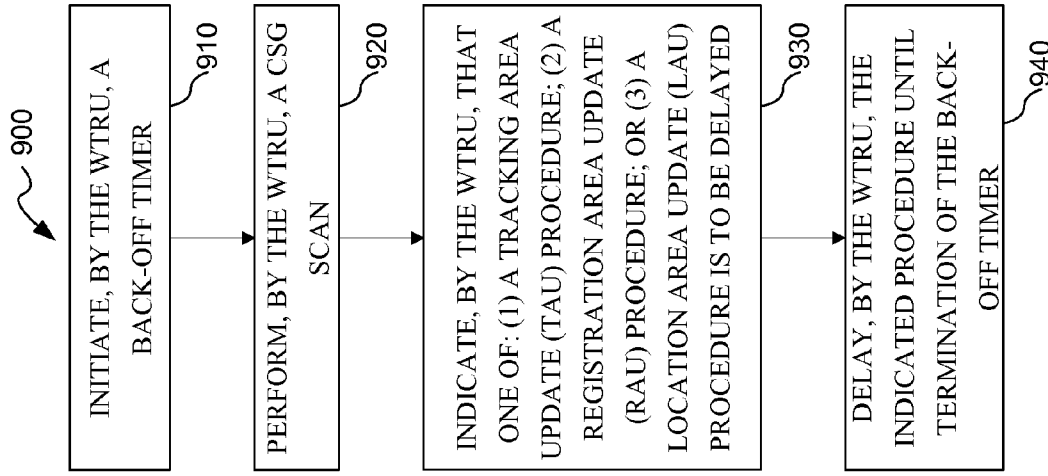 900
INITIATE, BY THE WTRU, A
BACK-OFF TIMER
910
PERFORM, BY THE WTRU, A CSG
SCAN
920
INDICATE, BY THE WTRU, THAT
ONE OF: (1) A TRACKING AREA
UPDATE (TAU) PROCEDURE; (2) A
REGISTRATION AREA UPDATE
(RAU) PROCEDURE; OR (3) A
LOCATION AREA UPDATE (LAU)
PROCEDURE IS TO BE DELAYED
930
DELAY, BY THE WTRU, THE
INDICATED PROCEDURE UNTIL
TERMINATION OF THE BACK-
OFF TIMER
940